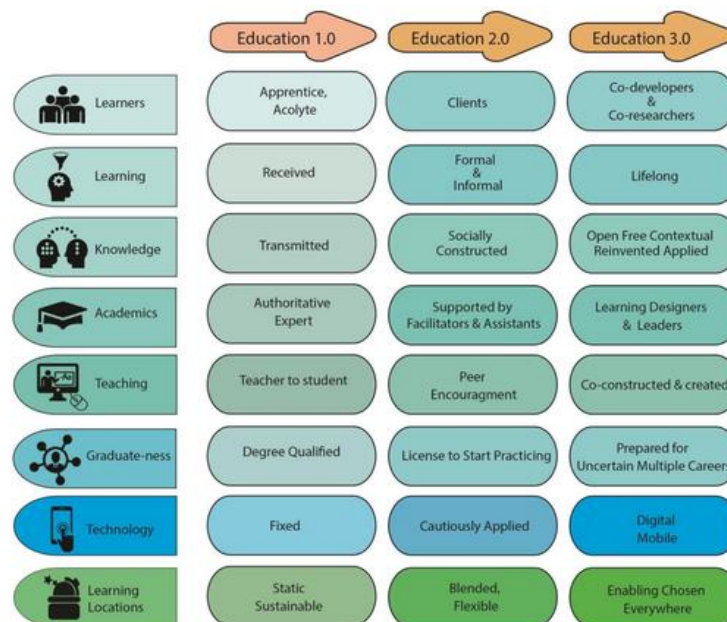 Education 1.0
Education 2.0
Education 3.0
Learners
Apprentice,
Acolyte
Clients
Co-developers
&
Co-researchers
Learning
Received
Formal
&
Informal
Lifelong
Knowledge
Transmitted
Socially
Constructed
Open Free Contextual
Reinvented Applied
Academics
Authoritative
Expert
Supported by
Facilitators & Assistants
Learning Designers
& Leaders
Teaching
Teacher to student
Peer
Encouragment
Co-constructed & created
Graduate-ness
Degree Qualified
License to Start Practicing
Prepared for
Uncertain Multiple Careers
Technology
Fixed
Cautiously Applied
Digital
Mobile
Learning
Locations
Static
Sustainable
Blended,
Flexible
Enabling Chosen
Everywhere